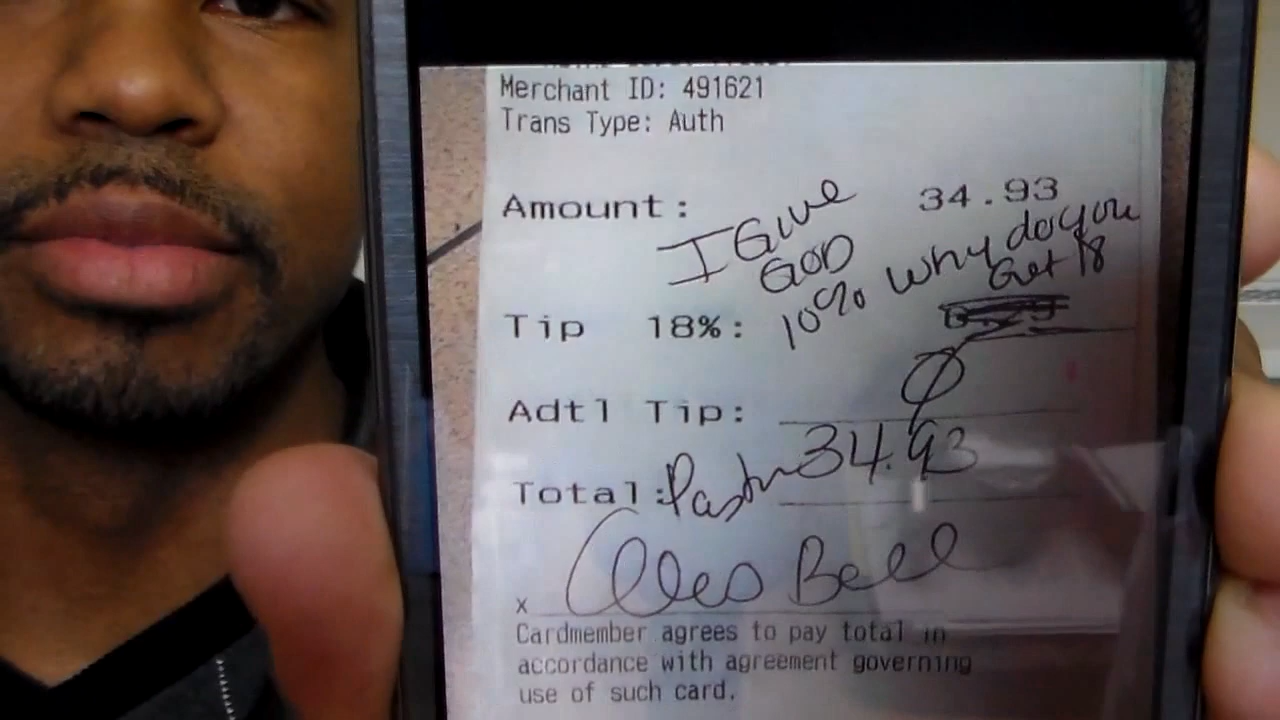 Merchant ID: 491621
Trans Type: Auth
Amount: 34.93
I Give
GOD
10% Why do you
Get 18
Tip 18%:
Adtl Tip: 0
Total: Pastor 34.93
x Bell
Cardmember agrees to pay total in
accordance with agreement governing
use of such card.